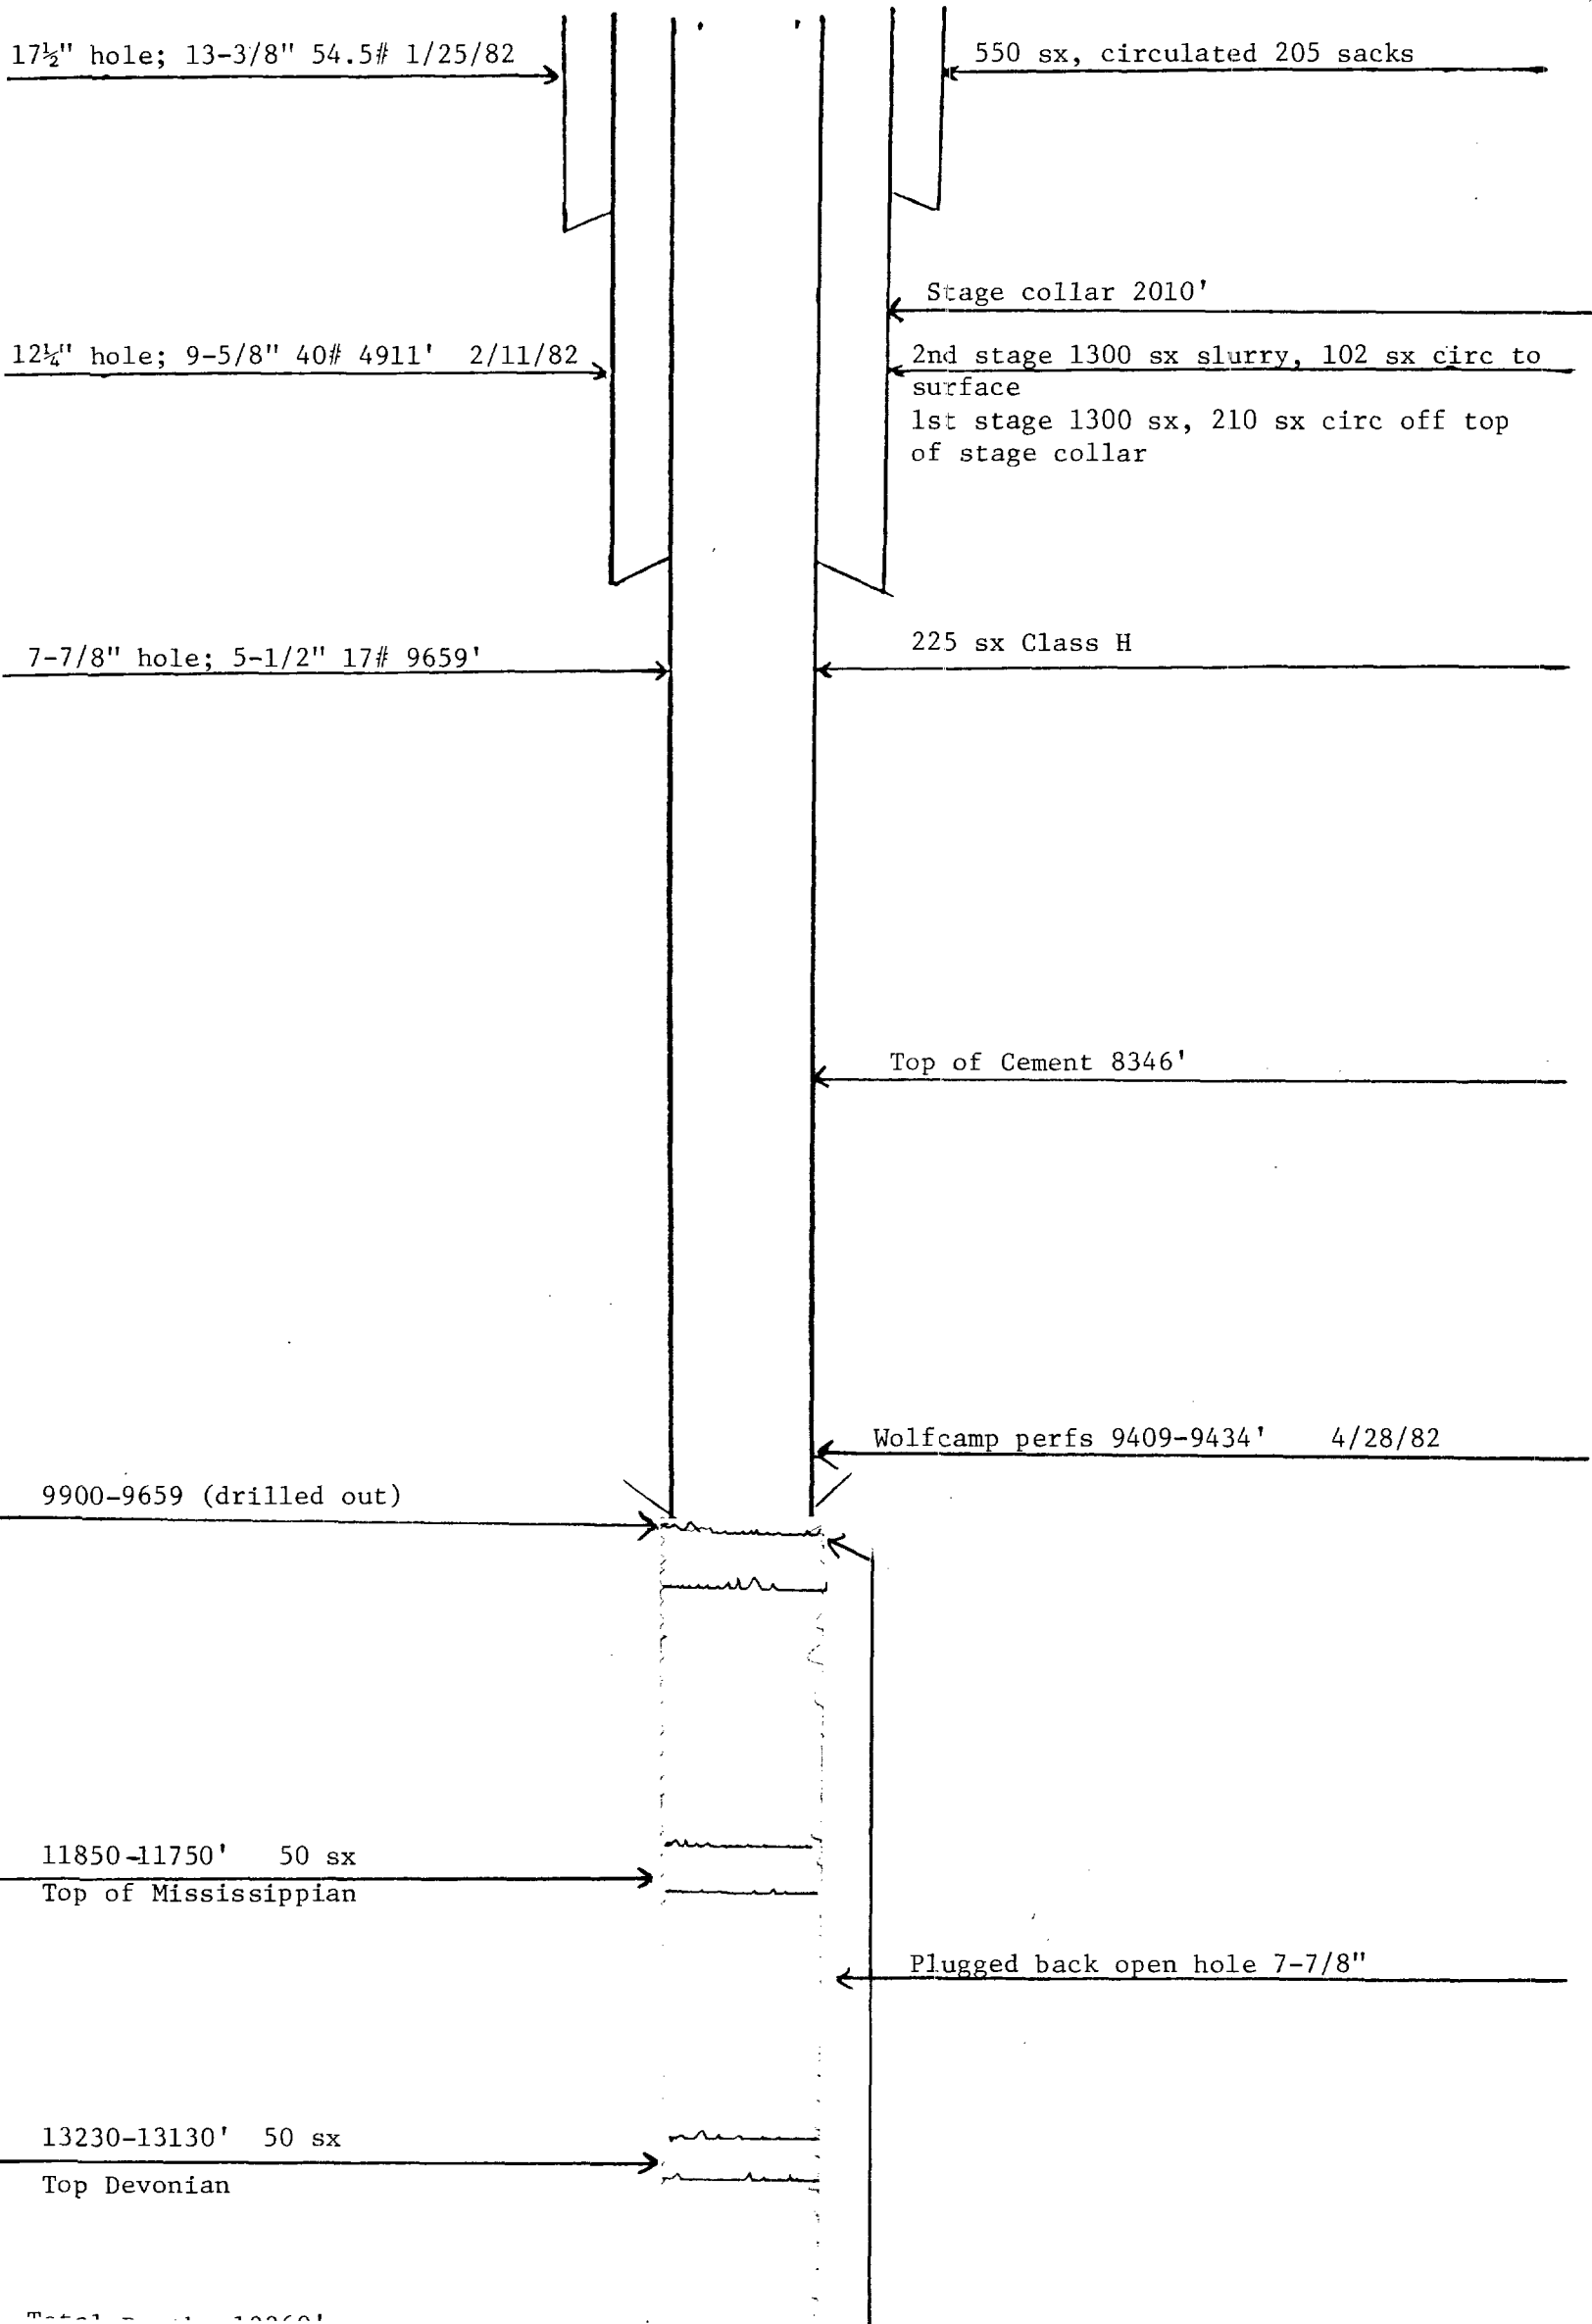 17½" hole; 13-3/8" 54.5# 1/25/82
550 sx, circulated 205 sacks
Stage collar 2010'
12¼" hole; 9-5/8" 40# 4911' 2/11/82
2nd stage 1300 sx slurry, 102 sx circ to
surface
1st stage 1300 sx, 210 sx circ off top
of stage collar
7-7/8" hole; 5-1/2" 17# 9659'
225 sx Class H
Top of Cement 8346'
Wolfcamp perfs 9409-9434' 4/28/82
9900-9659 (drilled out)
11850-11750' 50 sx
Top of Mississippian
Plugged back open hole 7-7/8"
13230-13130' 50 sx
Top Devonian
Total